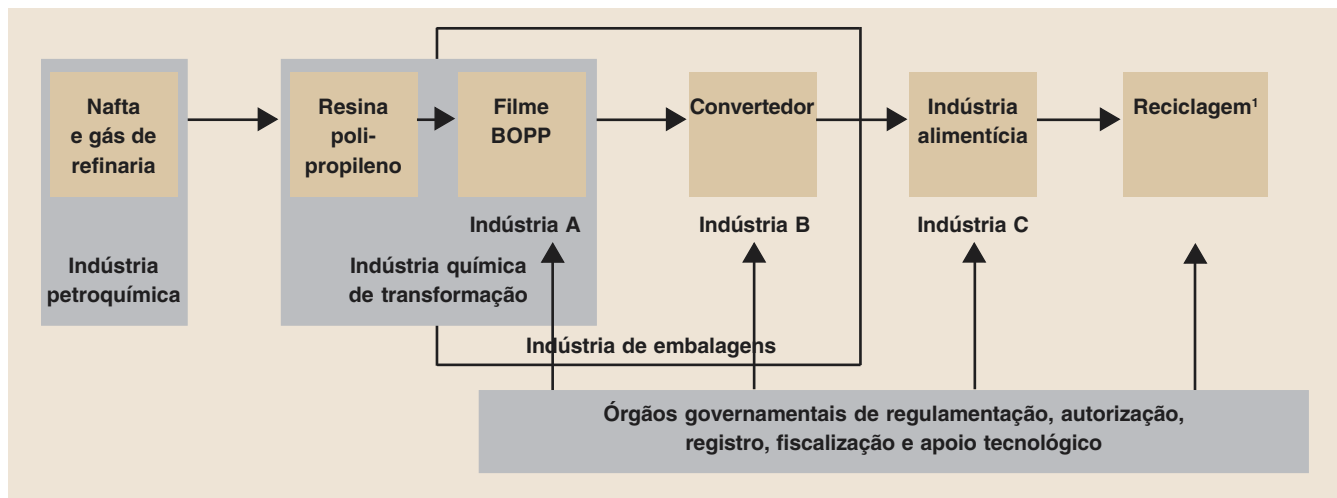 Nafta
e gás de
refinaria
Resina
poli-
propileno
Filme
BOPP
Convertedor
Indústria
alimentícia
Reciclagem¹
Indústria A
Indústria B
Indústria C
Indústria
petroquímica
Indústria química
de transformação
Indústria de embalagens
Órgãos governamentais de regulamentação, autorização,
registro, fiscalização e apoio tecnológico